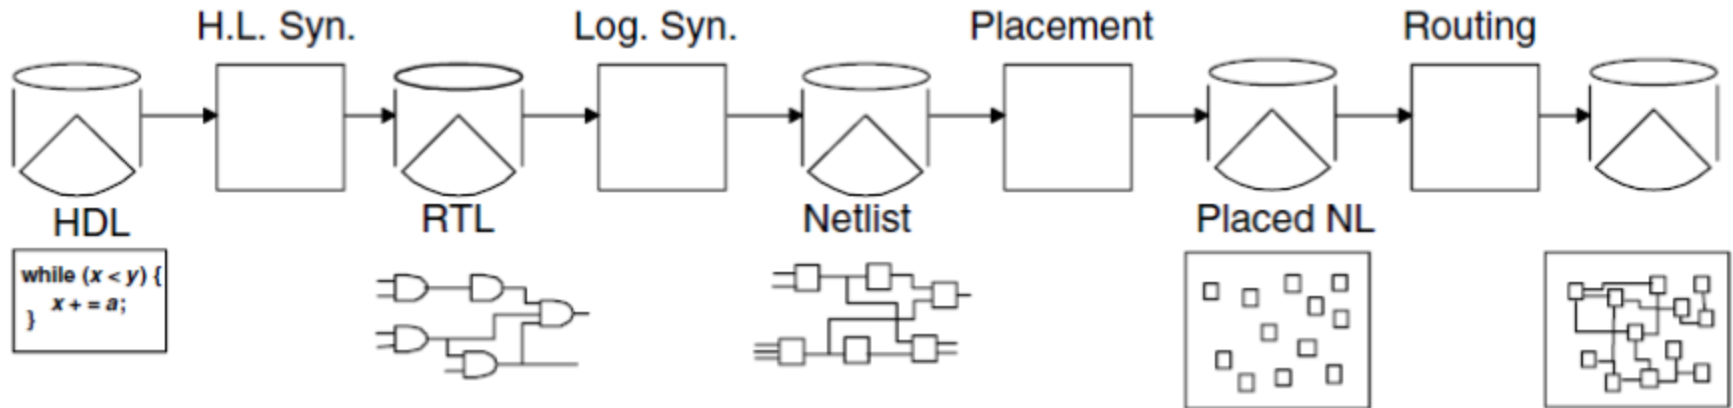 H.L. Syn.
Log. Syn.
Placement
Routing
HDL
RTL
Netlist
Placed NL
while (x < y) {
x + = a;
}